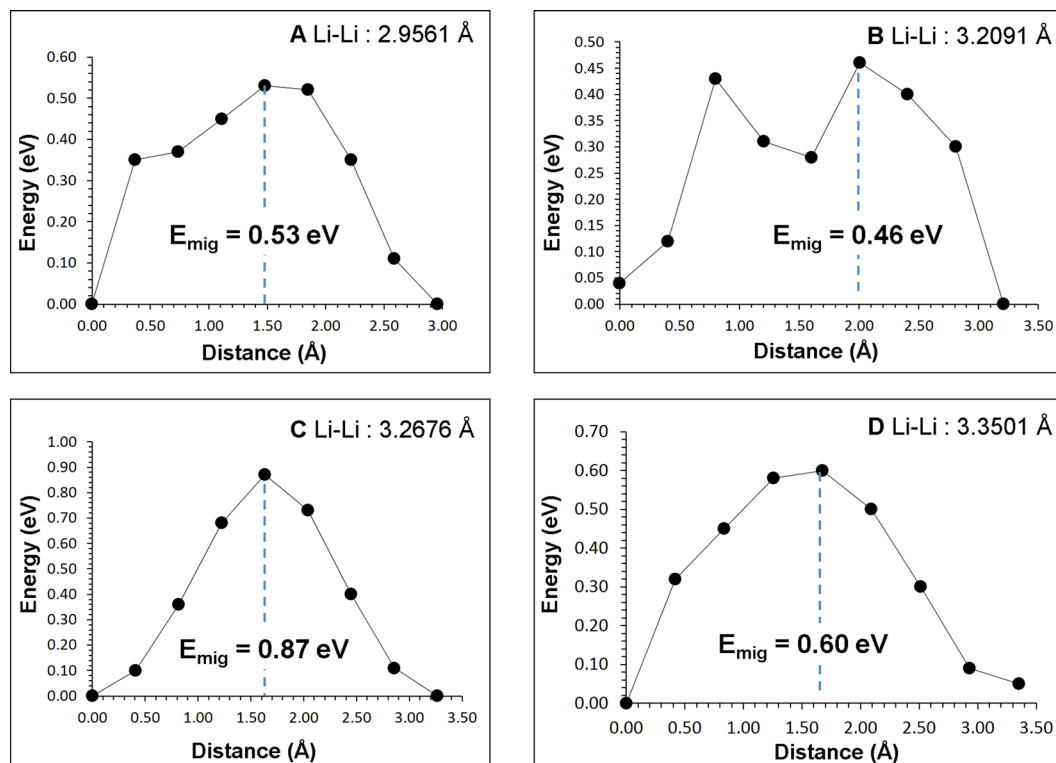 A Li-Li : 2.9561 Å
0.60
0.50
0.40
0.30
0.20
0.10
0.00
Energy (eV)
E_mig = 0.53 eV
0.00 0.50 1.00 1.50 2.00 2.50 3.00
Distance (Å)
B Li-Li : 3.2091 Å
0.50
0.45
0.40
0.35
0.30
0.25
0.20
0.15
0.10
0.05
0.00
Energy (eV)
E_mig = 0.46 eV
0.00 0.50 1.00 1.50 2.00 2.50 3.00 3.50
Distance (Å)
C Li-Li : 3.2676 Å
1.00
0.90
0.80
0.70
0.60
0.50
0.40
0.30
0.20
0.10
0.00
Energy (eV)
E_mig = 0.87 eV
0.00 0.50 1.00 1.50 2.00 2.50 3.00 3.50
Distance (Å)
D Li-Li : 3.3501 Å
0.70
0.60
0.50
0.40
0.30
0.20
0.10
0.00
Energy (eV)
E_mig = 0.60 eV
0.00 0.50 1.00 1.50 2.00 2.50 3.00 3.50
Distance (Å)